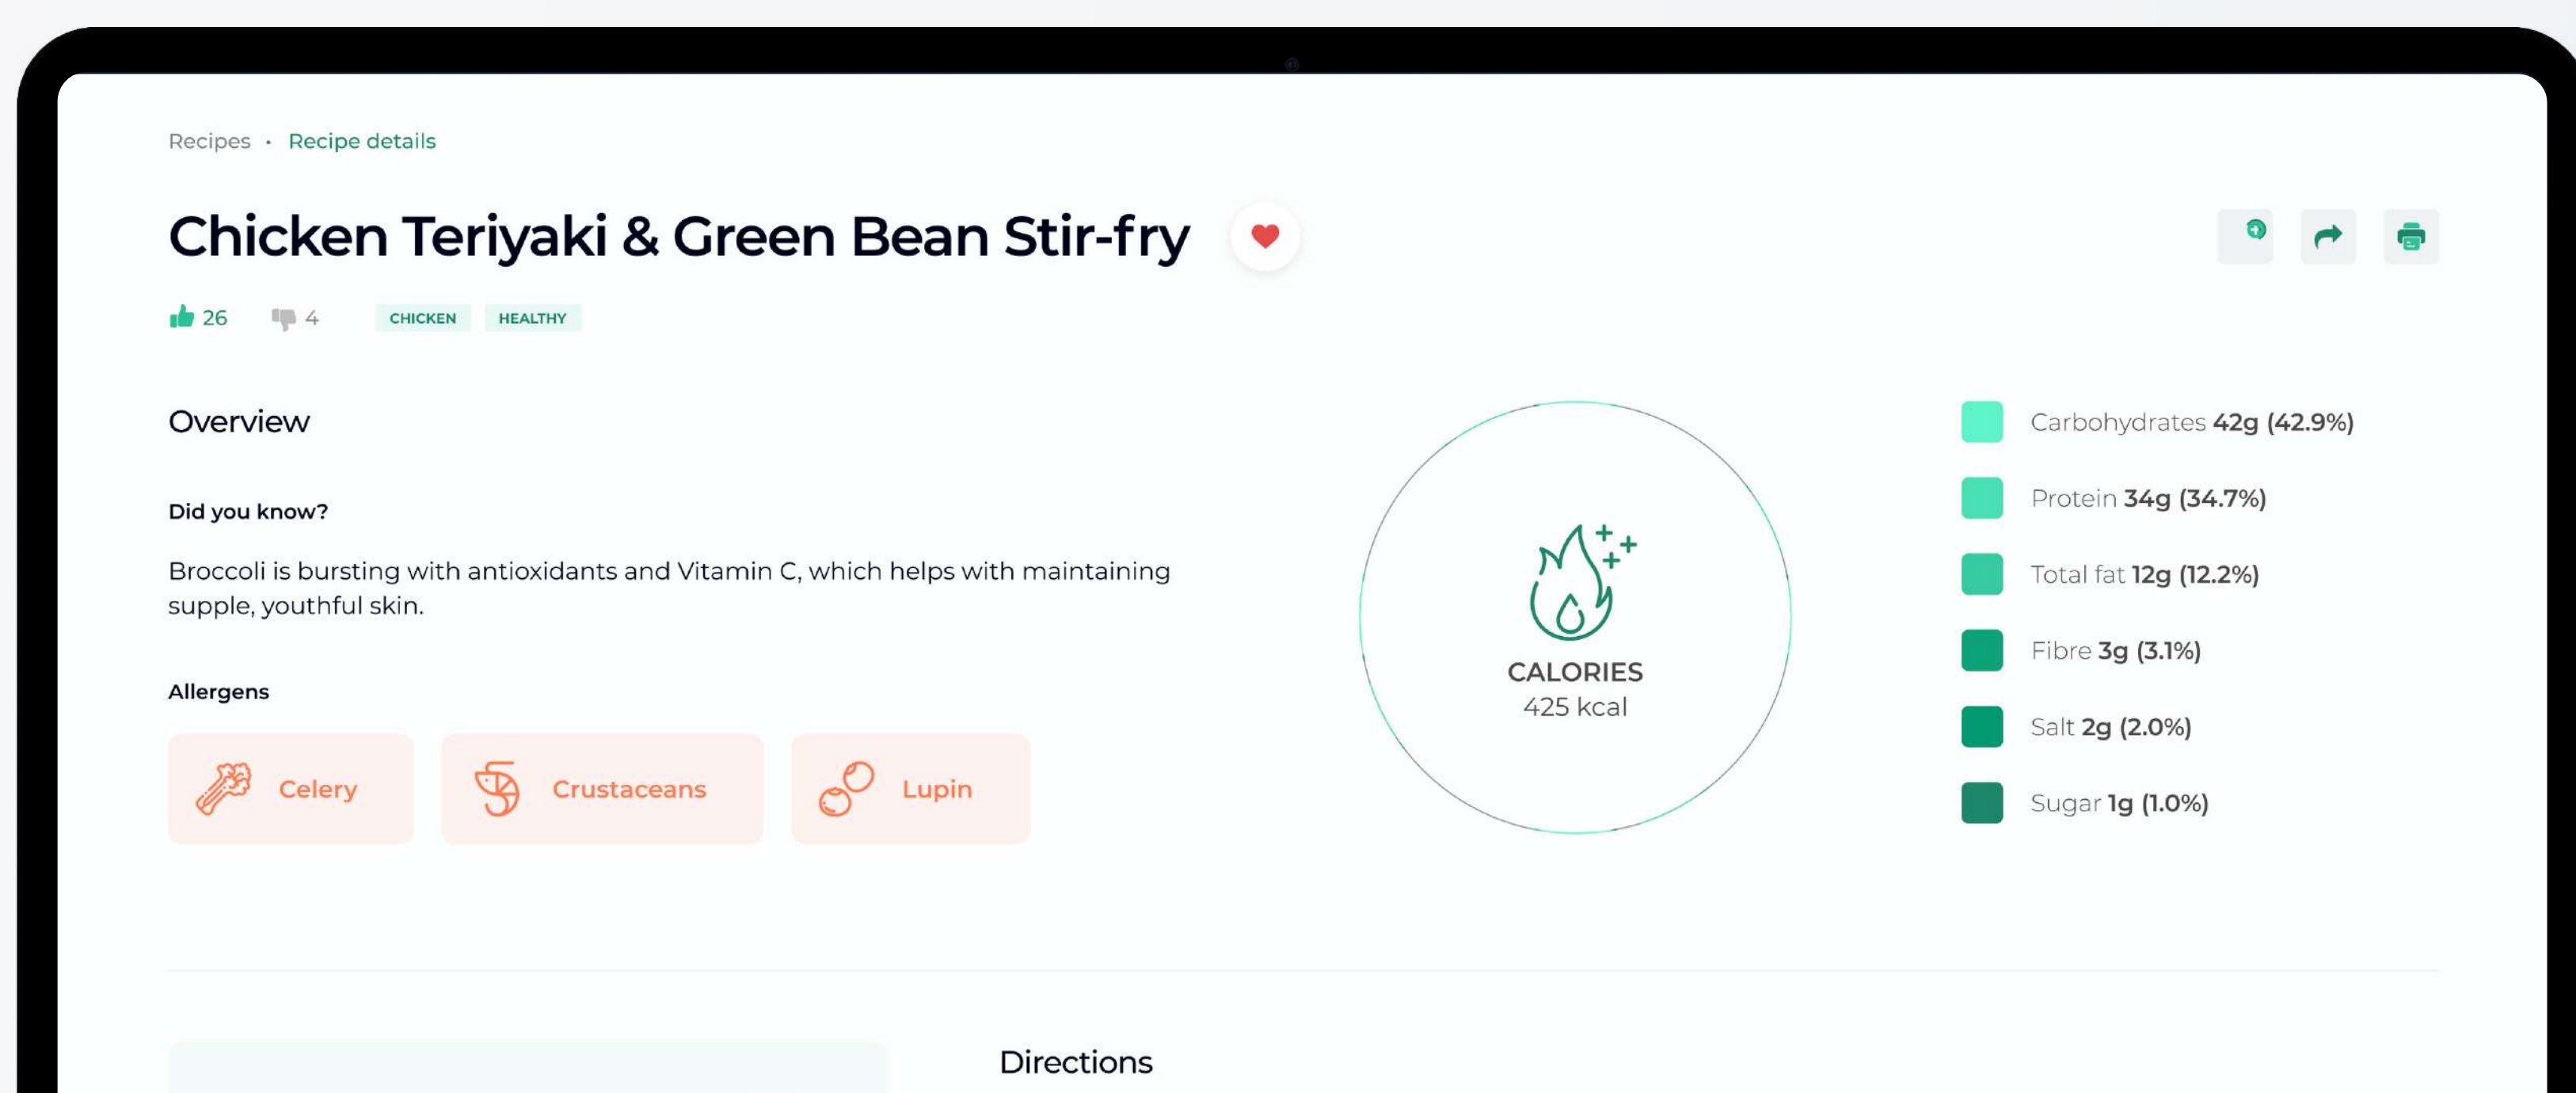 Recipes • Recipe details
Chicken Teriyaki & Green Bean Stir-fry
26 4 CHICKEN HEALTHY
Overview
Did you know?
Broccoli is bursting with antioxidants and Vitamin C, which helps with maintaining
supple, youthful skin.
Allergens
Celery Crustaceans Lupin
CALORIES
425 kcal
Carbohydrates 42g (42.9%)
Protein 34g (34.7%)
Total fat 12g (12.2%)
Fibre 3g (3.1%)
Salt 2g (2.0%)
Sugar 1g (1.0%)
Directions